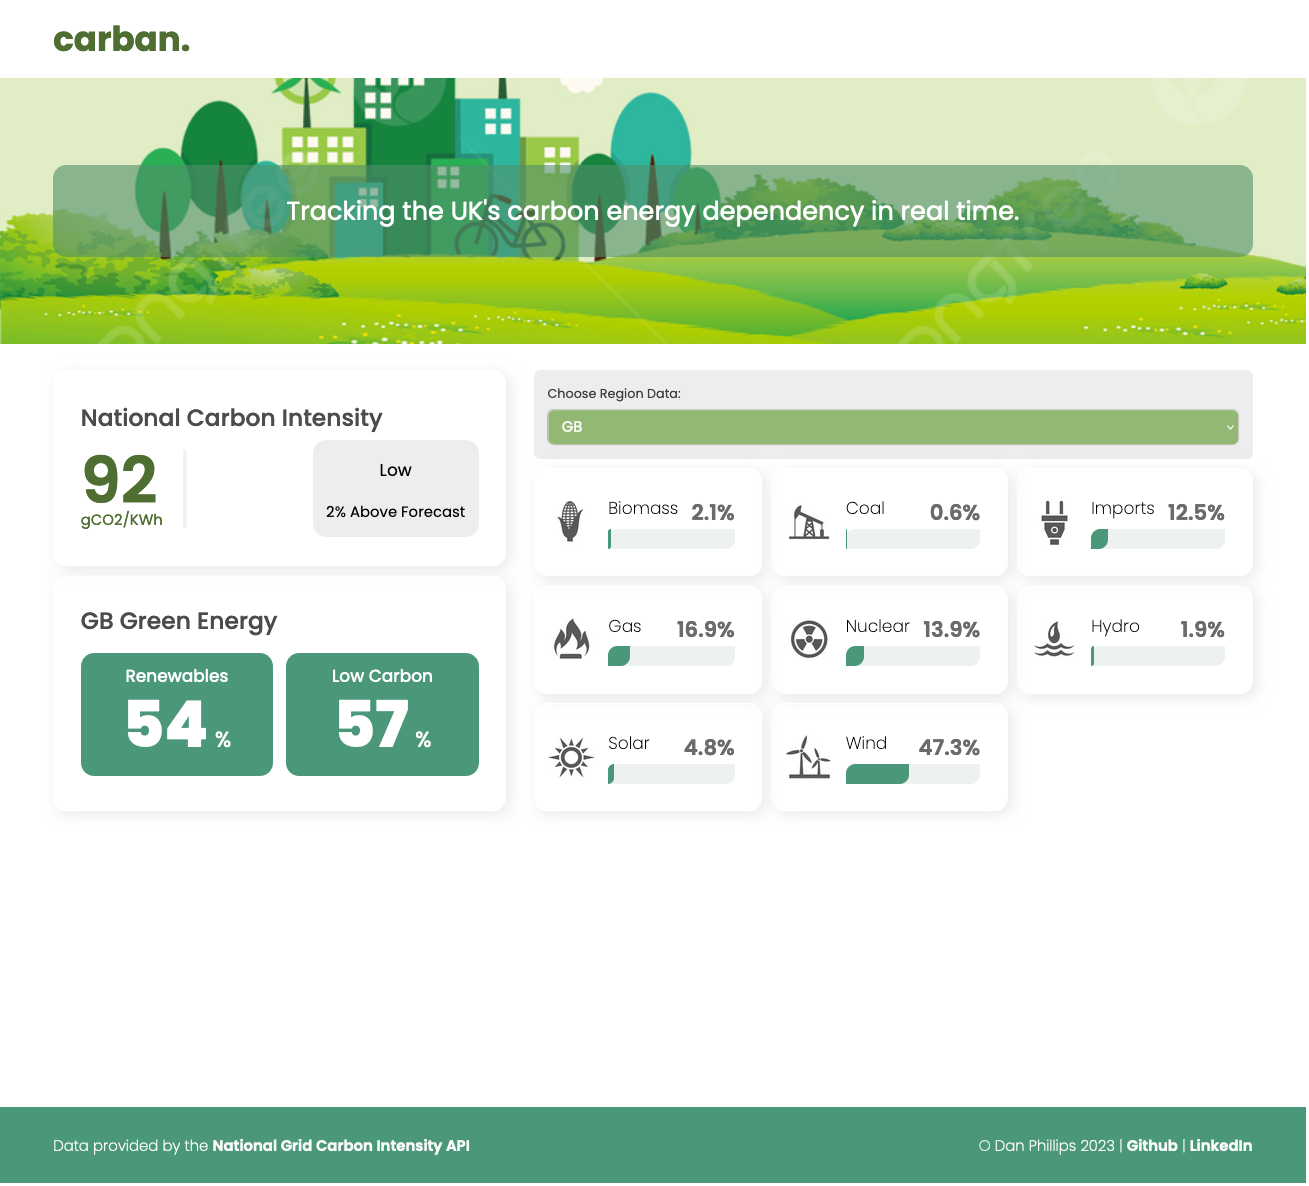 carban.
Tracking the UK's carbon energy dependency in real time.
National Carbon Intensity
92
gCO2/KWh
Low
2% Above Forecast
GB Green Energy
Renewables
54 %
Low Carbon
57 %
Choose Region Data:
GB
Biomass 2.1%
Coal 0.6%
Imports 12.5%
Gas 16.9%
Nuclear 13.9%
Hydro 1.9%
Solar 4.8%
Wind 47.3%
Data provided by the National Grid Carbon Intensity API
© Dan Phillips 2023 | Github | LinkedIn